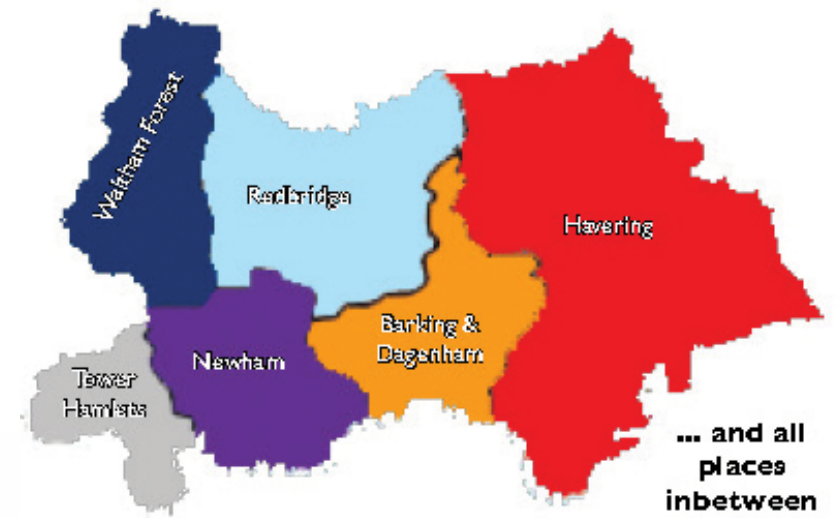 Waltham Forest
Redbridge
Havering
Barking &
Dagenham
Newham
Tower
Hamlets
... and all
places
inbetween